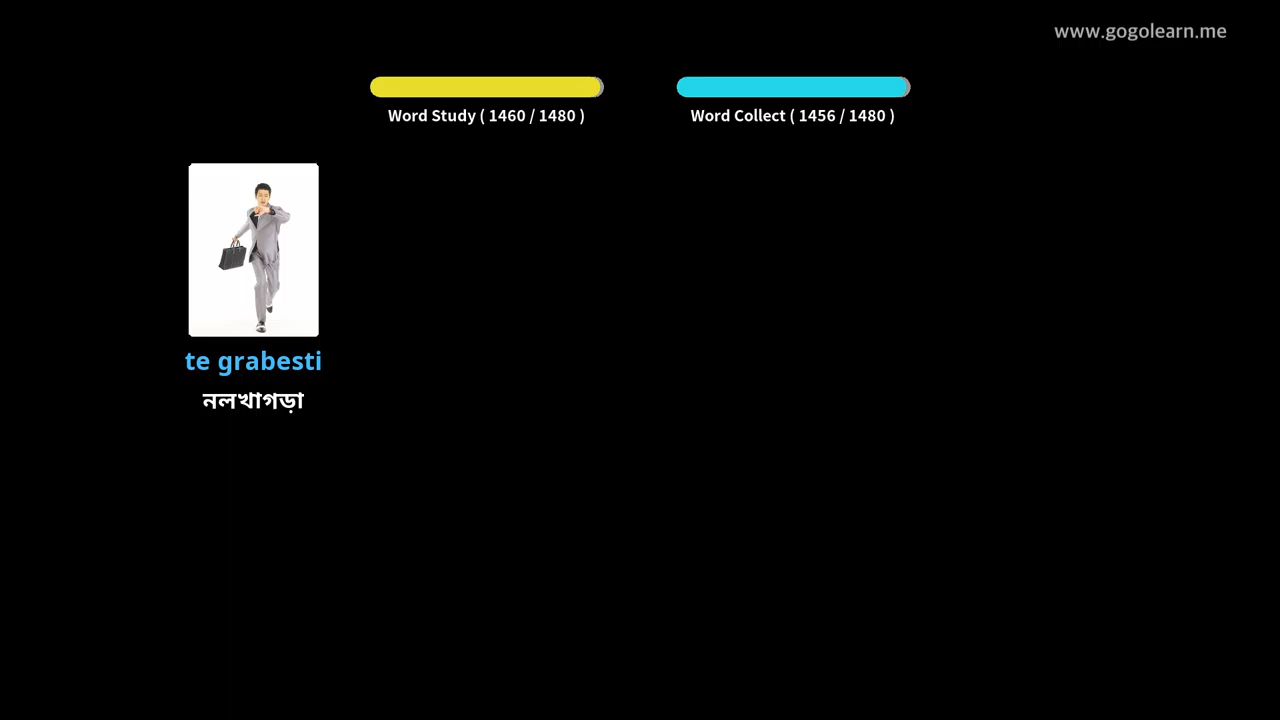 www.gogolearn.me
Word Study ( 1460 / 1480 )
Word Collect ( 1456 / 1480 )
te grabesti
নলখাগড়া